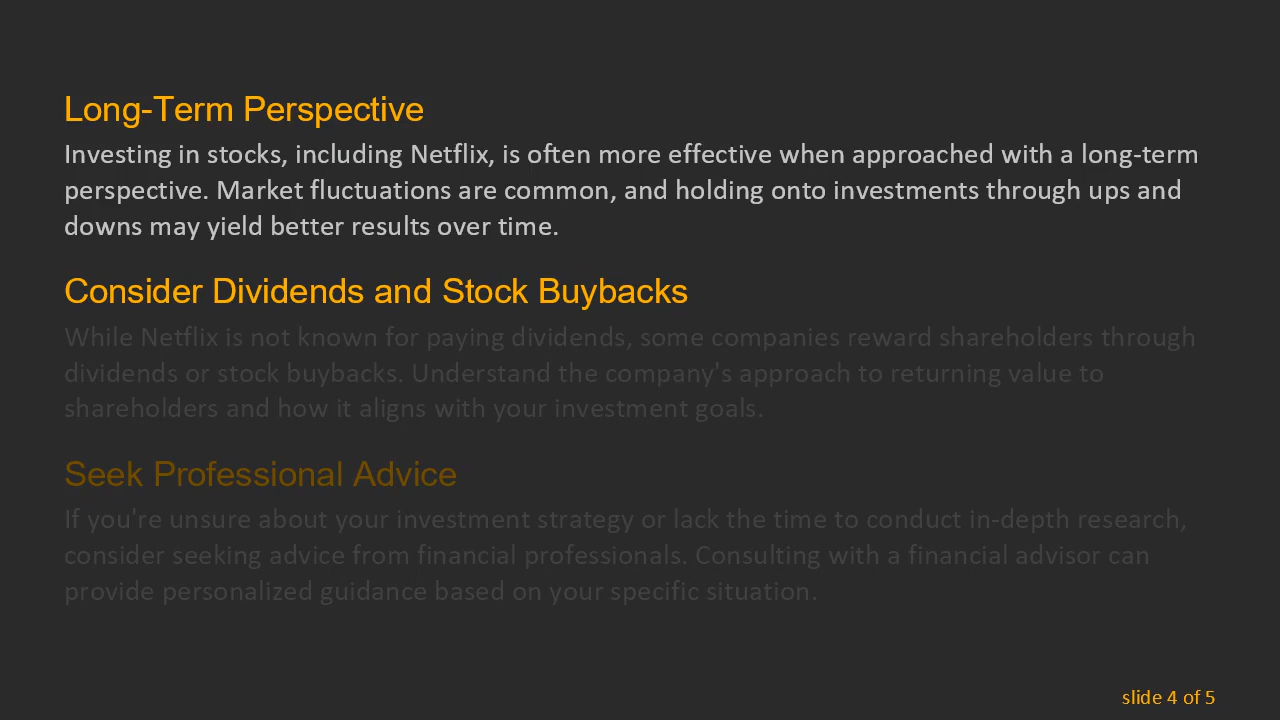 Long-Term Perspective
Investing in stocks, including Netflix, is often more effective when approached with a long-term
perspective. Market fluctuations are common, and holding onto investments through ups and
downs may yield better results over time.
Consider Dividends and Stock Buybacks
While Netflix is not known for paying dividends, some companies reward shareholders through
dividends or stock buybacks. Understand the company's approach to returning value to
shareholders and how it aligns with your investment goals.
Seek Professional Advice
If you're unsure about your investment strategy or lack the time to conduct in-depth research,
consider seeking advice from financial professionals. Consulting with a financial advisor can
provide personalized guidance based on your specific situation.
slide 4 of 5